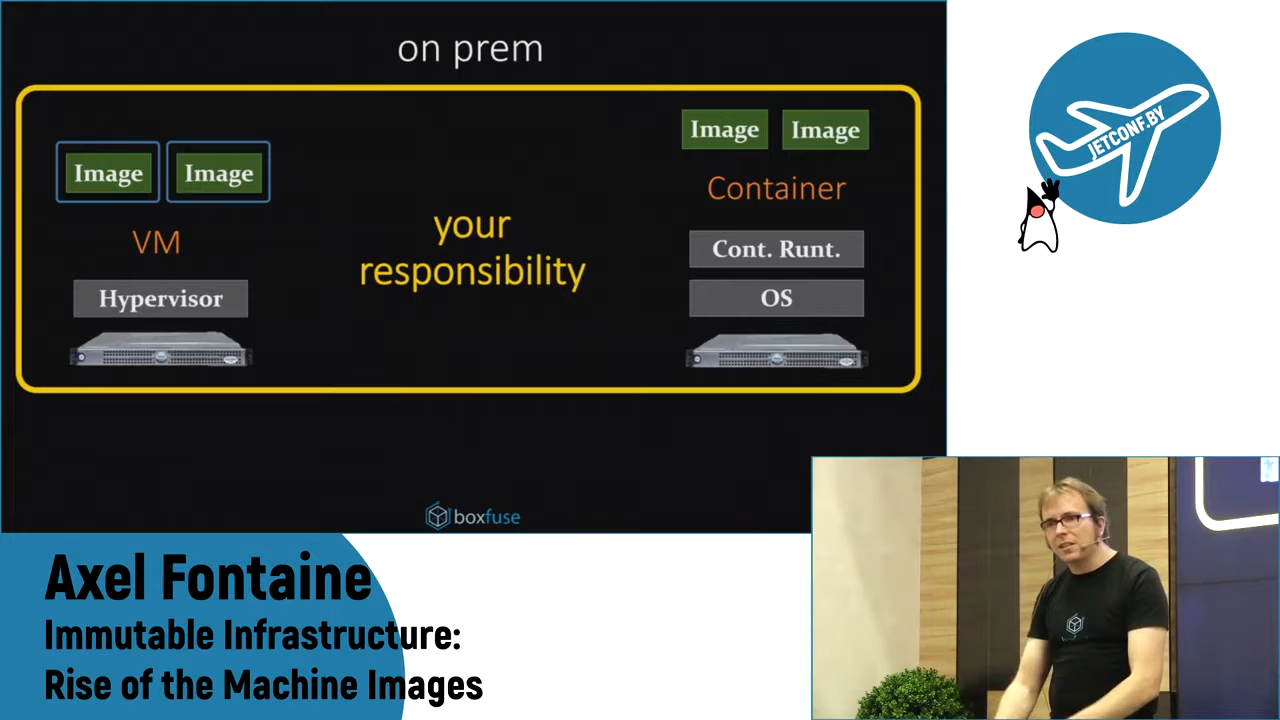 on prem
Image
Image
VM
Hypervisor
your
responsibility
Image
Image
Container
Cont. Runt.
OS
boxfuse
JETCONF.BY
Axel Fontaine
Immutable Infrastructure:
Rise of the Machine Images